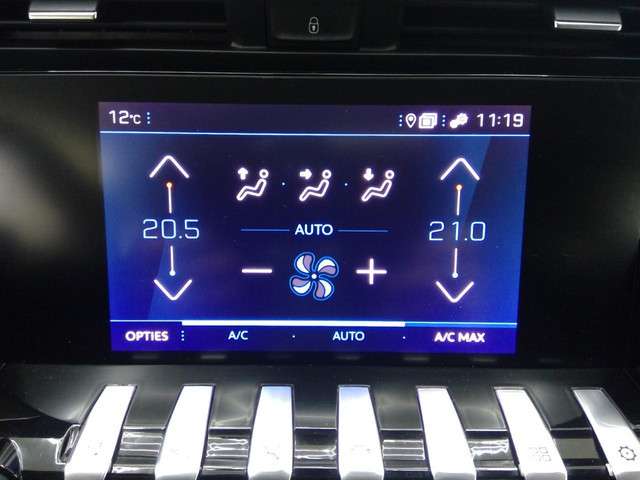 12°C 11:19
20.5 AUTO 21.0
OPTIES A/C AUTO A/C MAX